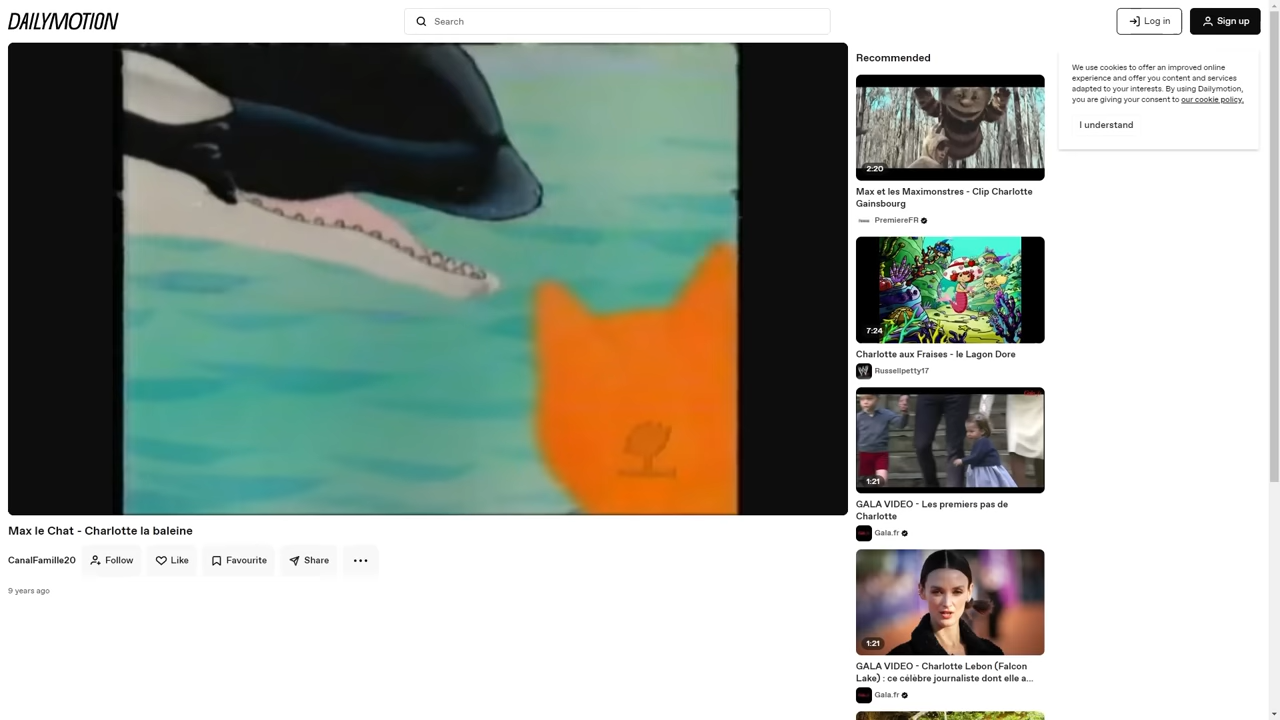 DAILYMOTION
Search
Log in
Sign up
Recommended
2:20
Max et les Maximonstres - Clip Charlotte
Gainsbourg
PremiereFR
7:24
Charlotte aux Fraises - le Lagon Dore
Russellpetty17
1:21
GALA VIDEO - Les premiers pas de
Charlotte
Gala.fr
1:21
GALA VIDEO - Charlotte Lebon (Falcon
Lake) : ce célèbre journaliste dont elle a...
Gala.fr
We use cookies to offer an improved online
experience and offer you content and services
adapted to your interests. By using Dailymotion,
you are giving your consent to our cookie policy.
I understand
Max le Chat - Charlotte la baleine
CanalFamille20
Follow
Like
Favourite
Share
9 years ago